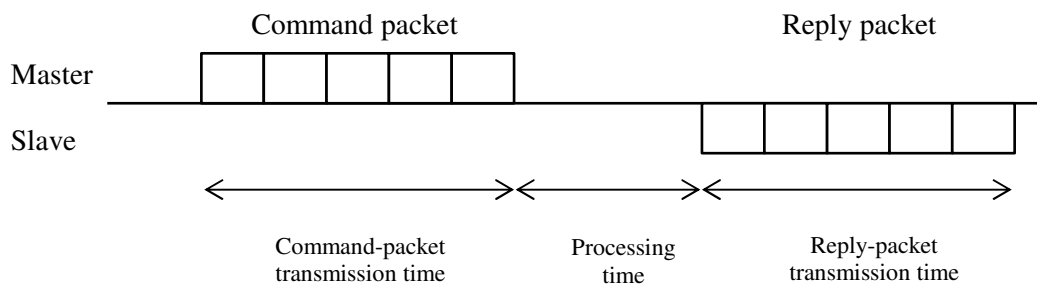 Command packet
Reply packet
Master
Slave
Command-packet
transmission time
Processing
time
Reply-packet
transmission time